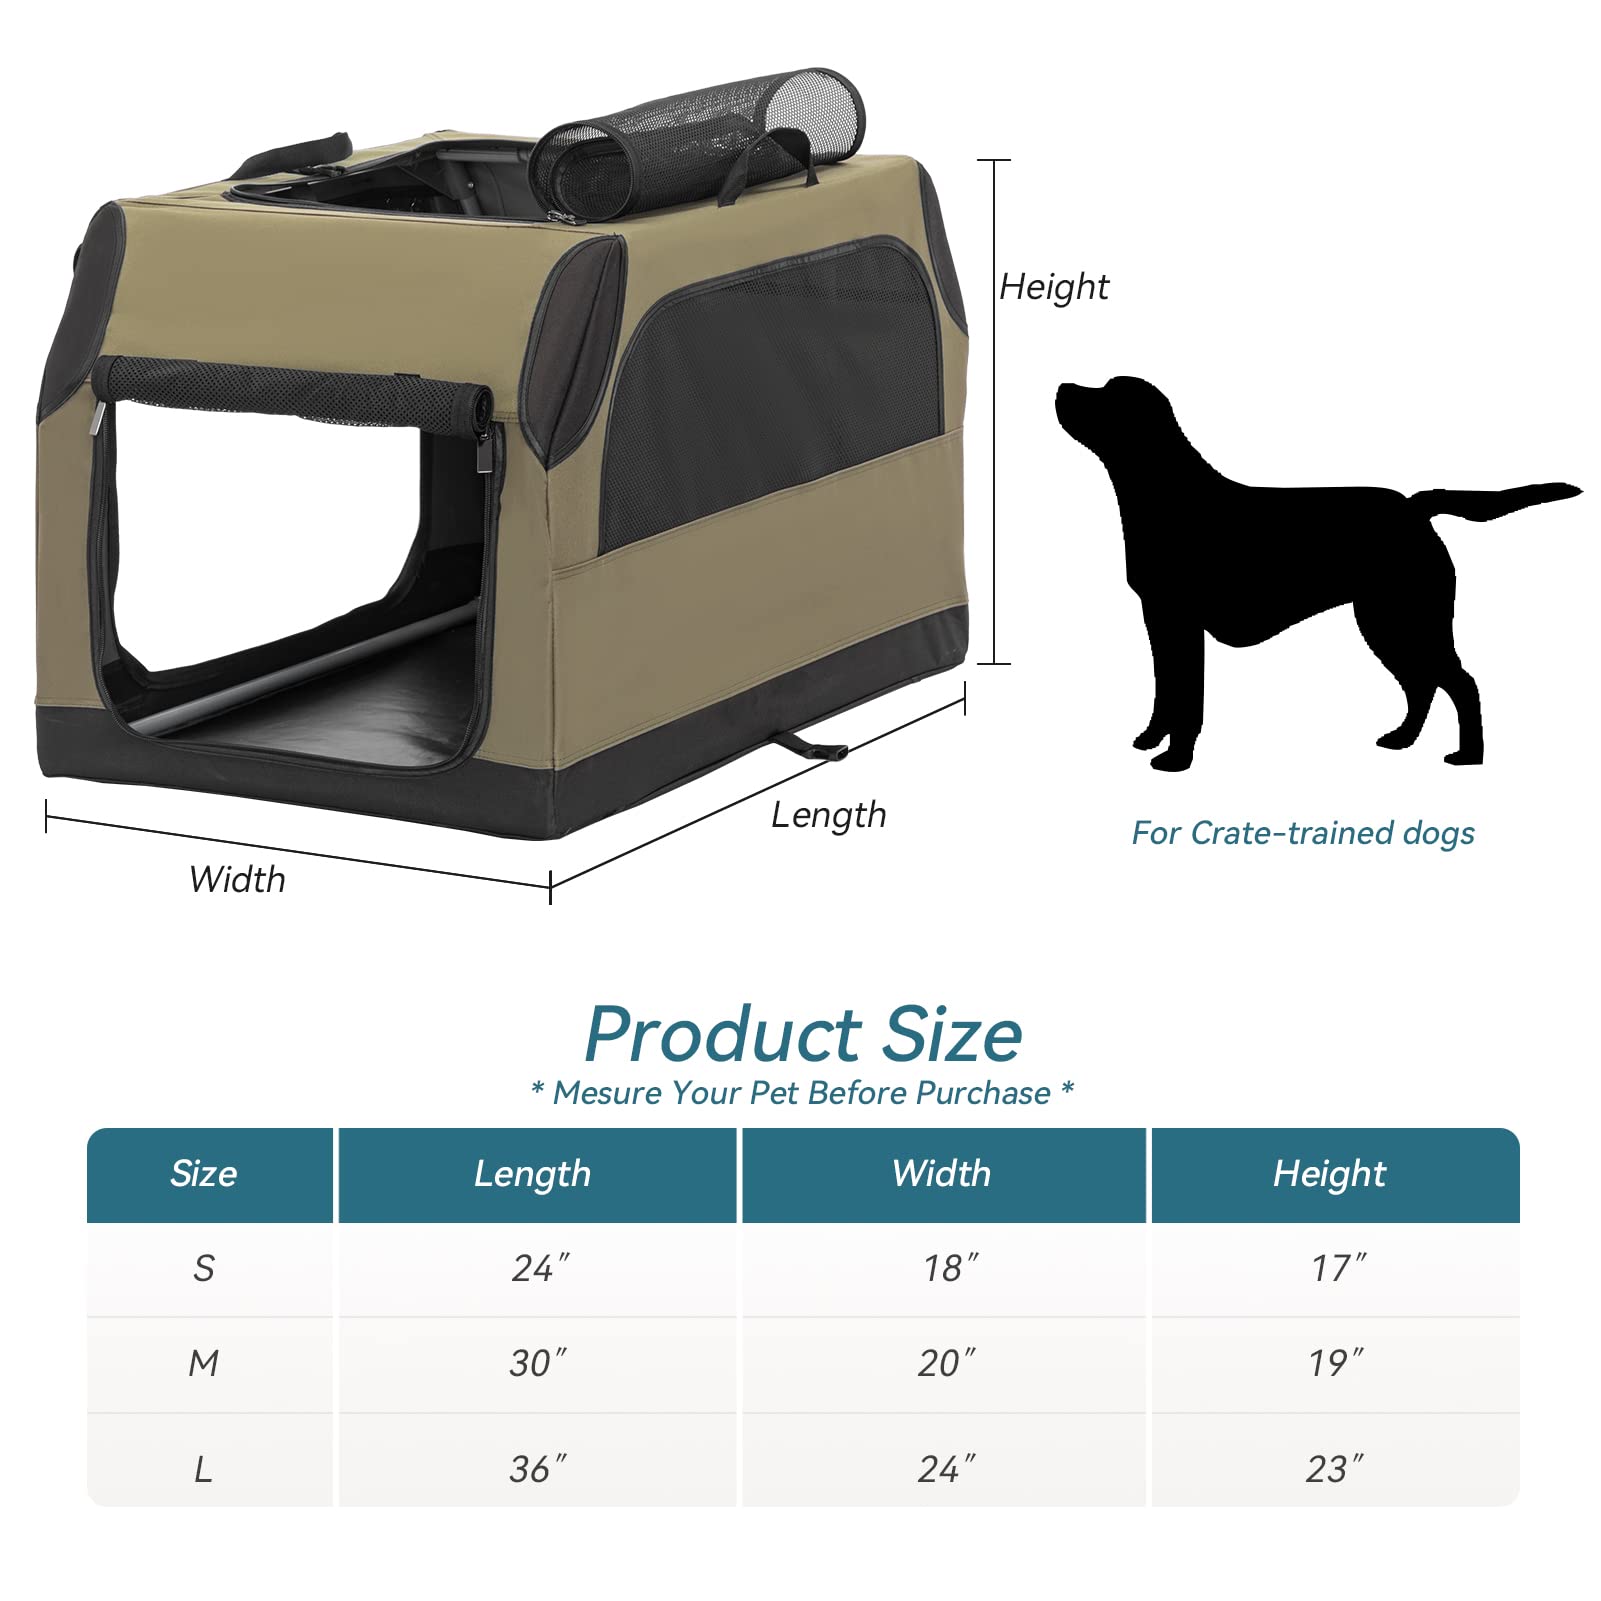 Height
Length
Width
For Crate-trained dogs
Product Size
* Mesure Your Pet Before Purchase *
Size Length Width Height
S 24″ 18″ 17″
M 30″ 20″ 19″
L 36″ 24″ 23″